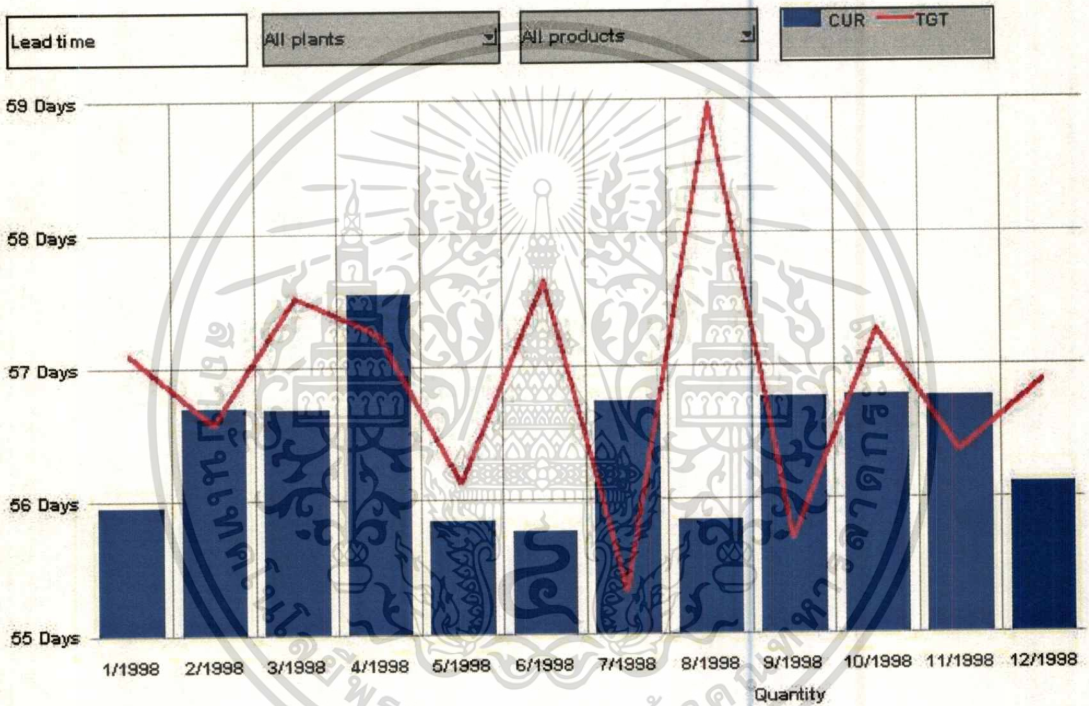 Lead time
All plants
All products
CUR
TGT
59 Days
58 Days
57 Days
56 Days
55 Days
1/1998
2/1998
3/1998
4/1998
5/1998
6/1998
7/1998
8/1998
9/1998
10/1998
11/1998
12/1998
Quantity